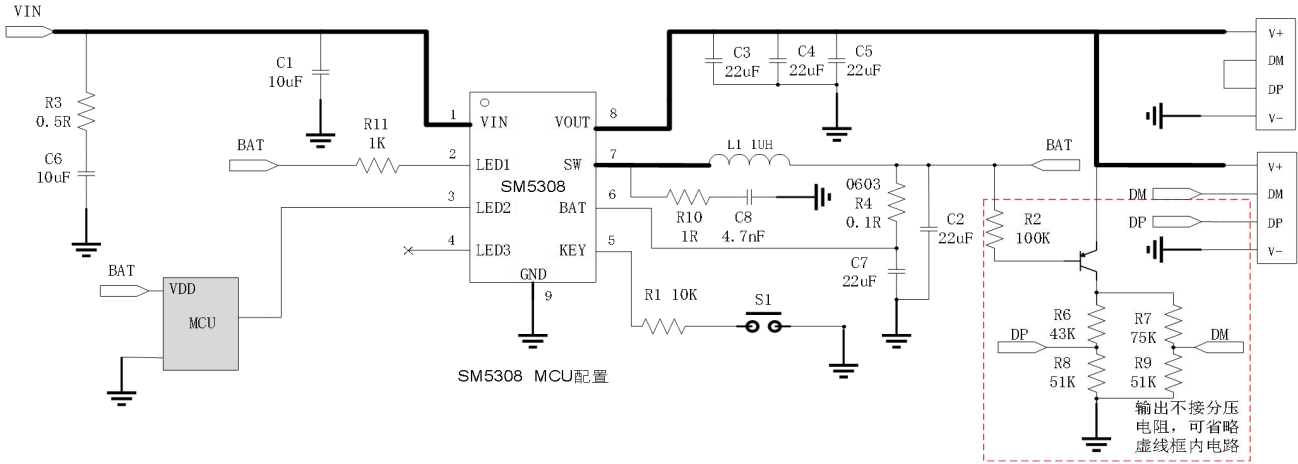 VIN
R3
0.5R
C6
10uF
C1
10uF
BAT
R11
1K
1
2
3
4
VIN
LED1
LED2
LED3
SM5308
VOUT
SW
BAT
KEY
GND
9
8
7
6
5
C3
22uF
C4
22uF
C5
22uF
L1 1UH
BAT
R10
1R
C8
4.7nF
0603
R4
0.1R
C2
22uF
C7
22uF
R1 10K
S1
BAT
VDD
MCU
SM5308 MCU配置
V+
DM
DP
V-
V+
DM
DP
V-
DM
DP
R2
100K
R6
43K
R7
75K
DP
DM
R8
51K
R9
51K
输出不接分压
电阻，可省略
虚线框内电路